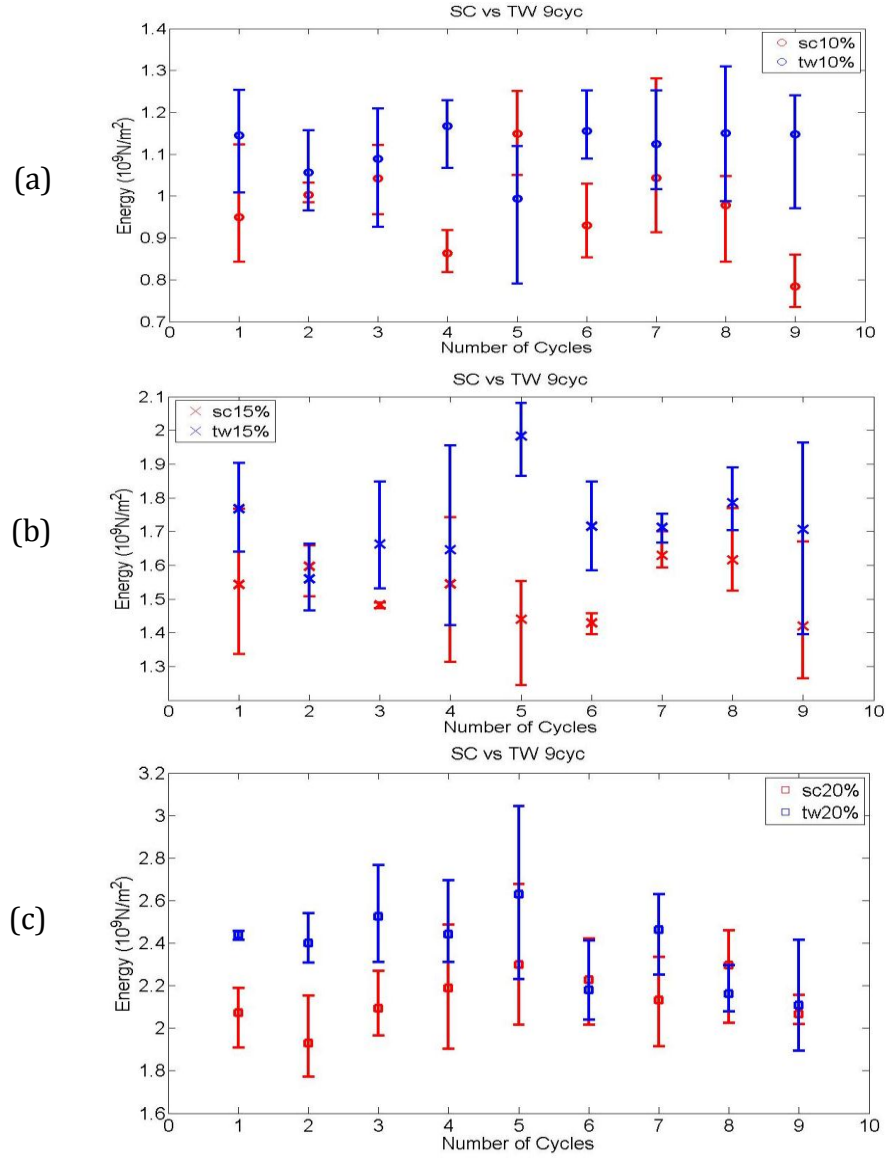 (a)
SC vs TW 9cyc
sc10%
tw10%
Energy (10⁹N/m²)
1.4
1.3
1.2
1.1
1
0.9
0.8
0.7
0 1 2 3 4 5 6 7 8 9 10
Number of Cycles
(b)
SC vs TW 9cyc
sc15%
tw15%
Energy (10⁹N/m²)
2.1
2
1.9
1.8
1.7
1.6
1.5
1.4
1.3
0 1 2 3 4 5 6 7 8 9 10
Number of Cycles
(c)
SC vs TW 9cyc
sc20%
tw20%
Energy (10⁹N/m²)
3.2
3
2.8
2.6
2.4
2.2
2
1.8
1.6
0 1 2 3 4 5 6 7 8 9 10
Number of Cycles